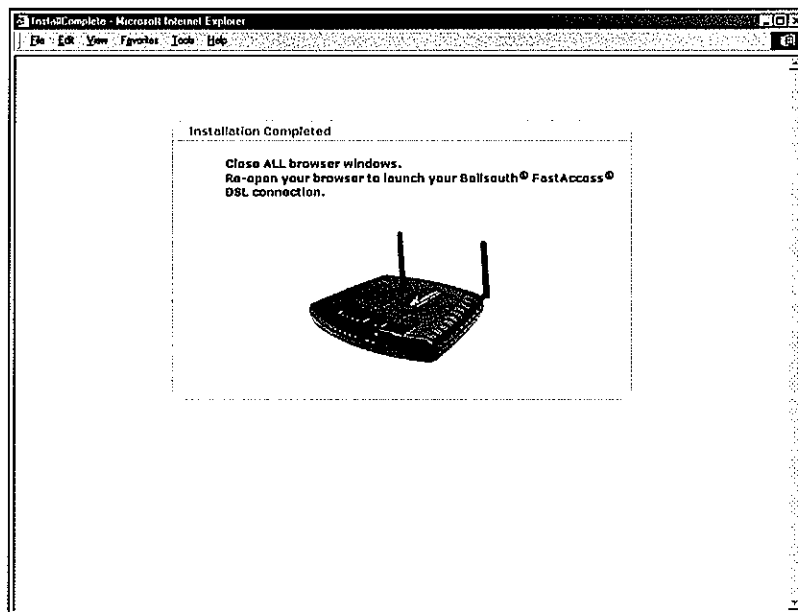 InstallComplete - Microsoft Internet Explorer
File Edit View Favorites Tools Help
Installation Completed
Close ALL browser windows.
Re-open your browser to launch your Bellsouth® FastAccess®
DSL connection.